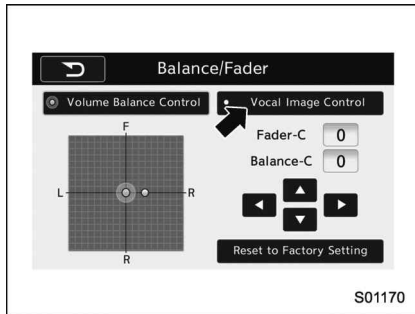 Balance/Fader
Volume Balance Control
Vocal Image Control
F
L
R
R
Fader-C 0
Balance-C 0
Reset to Factory Setting
S01170